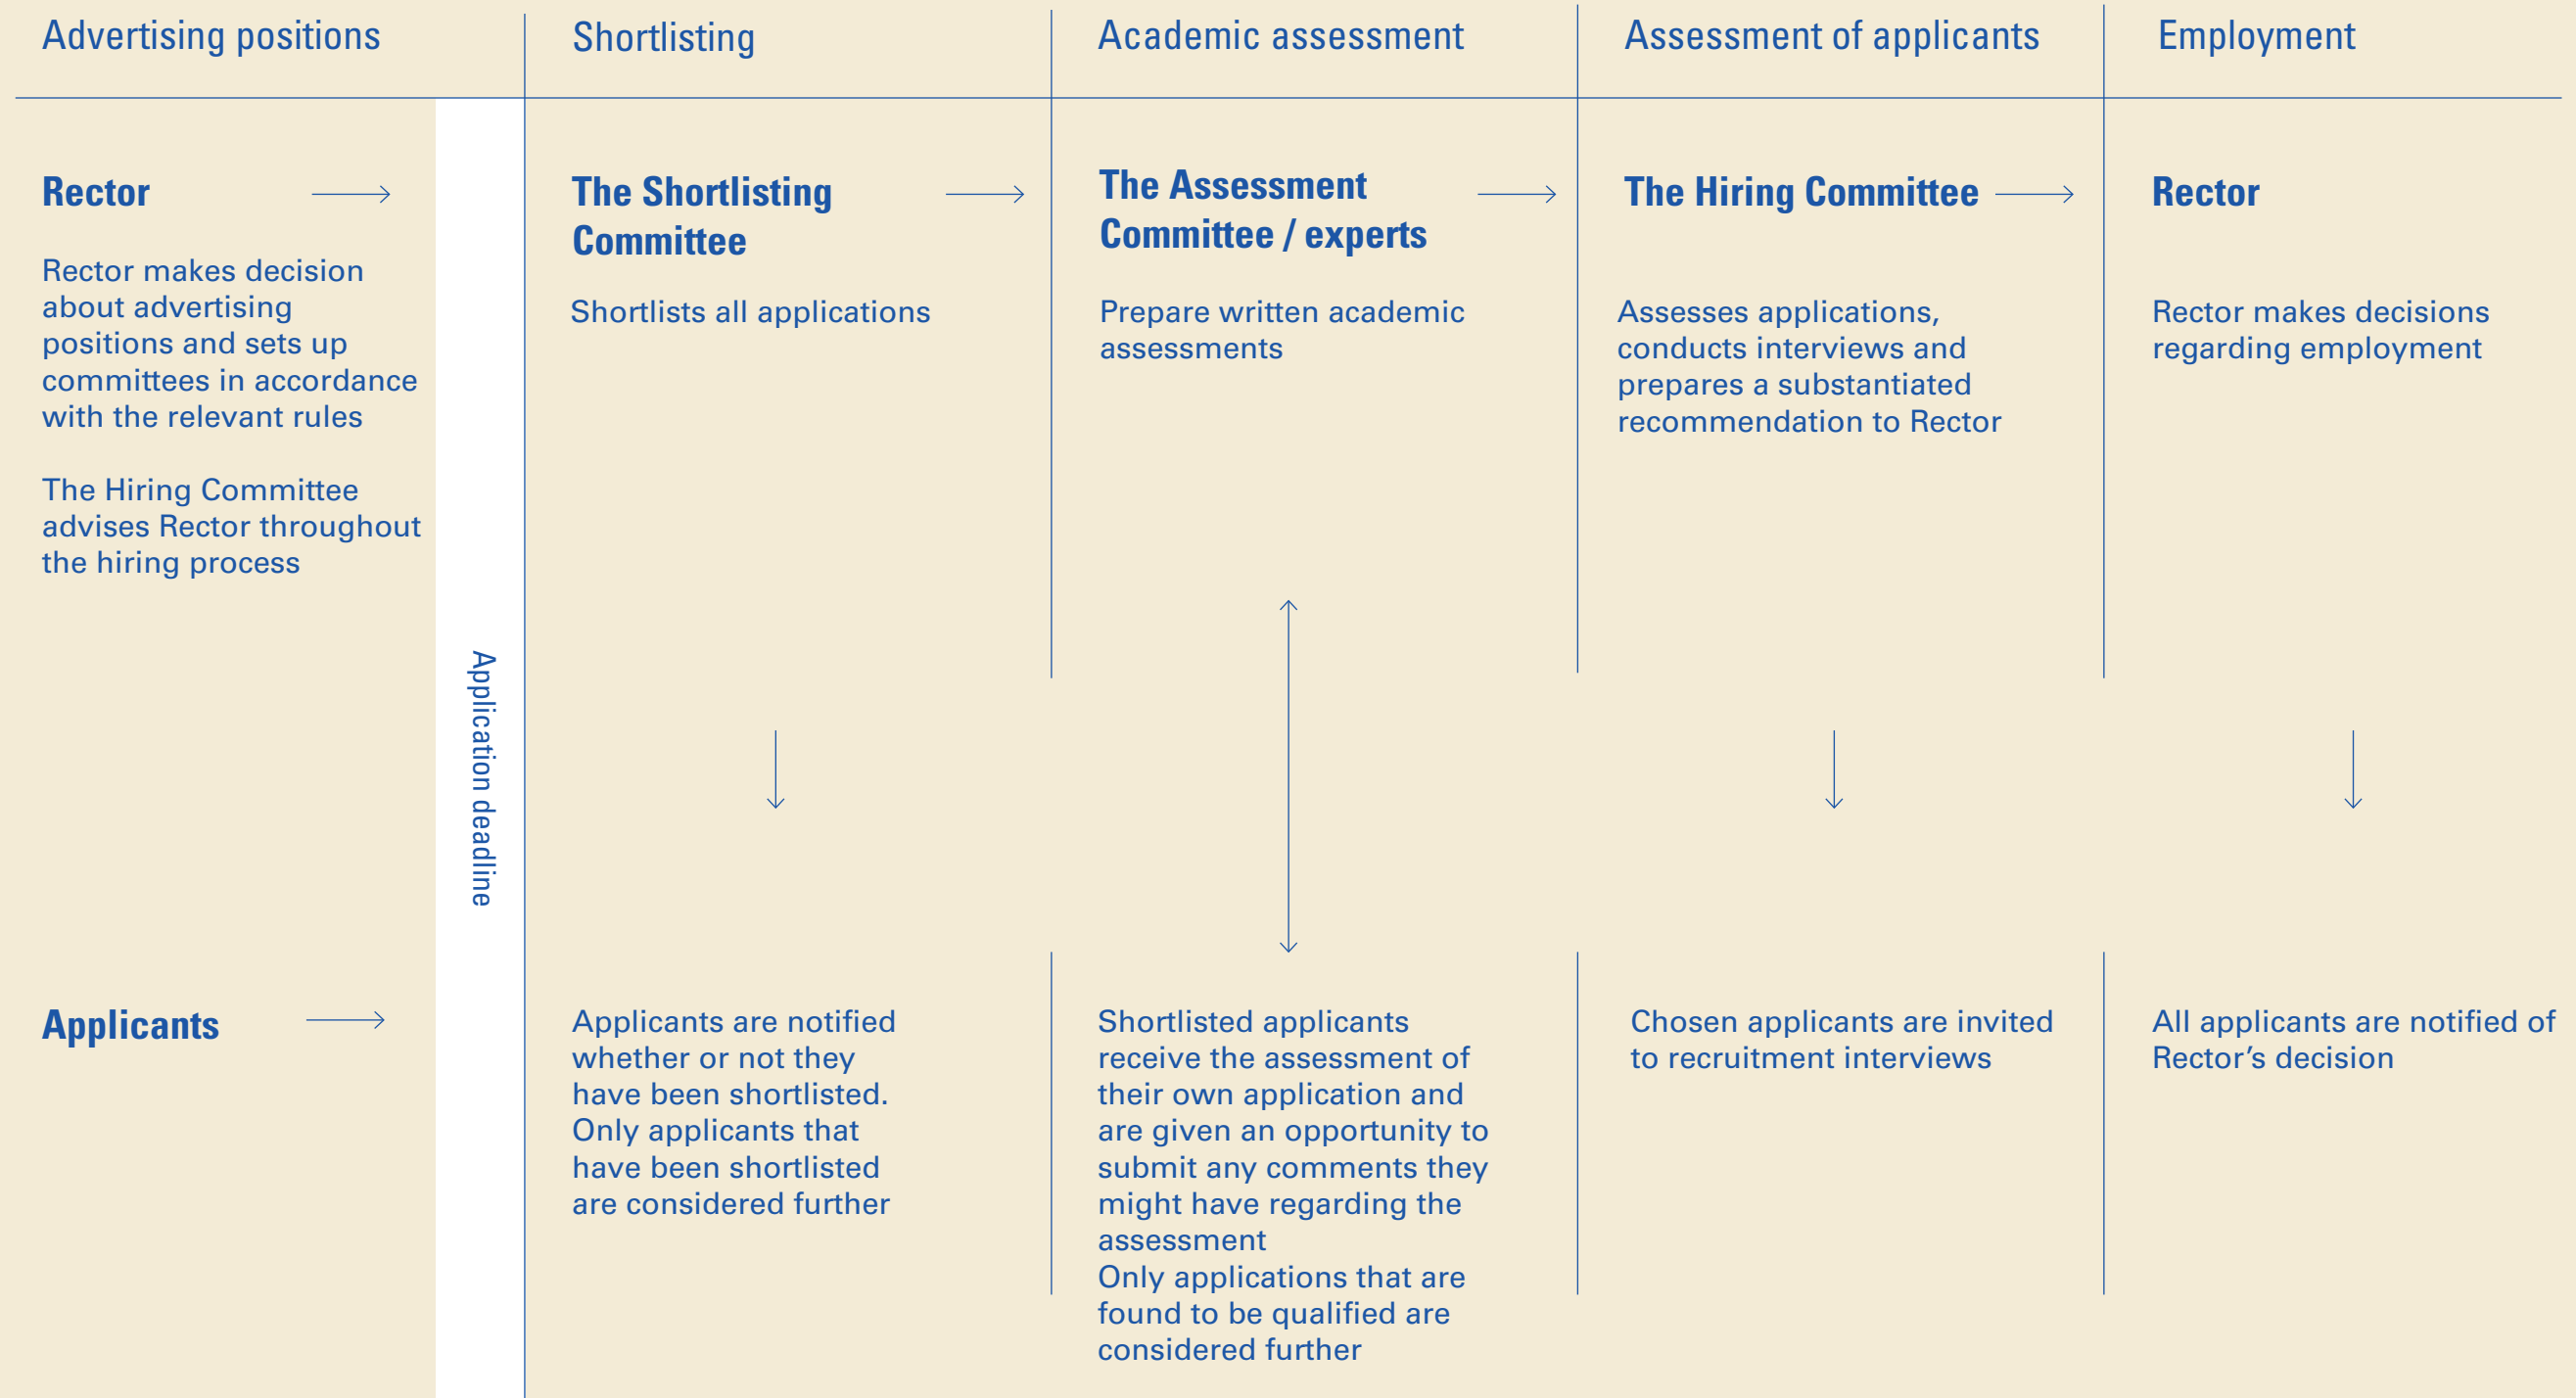 Advertising positions
Shortlisting
Academic assessment
Assessment of applicants
Employment
Rector
Rector makes decision
about advertising
positions and sets up
committees in accordance
with the relevant rules
The Hiring Committee
advises Rector throughout
the hiring process
Application deadline
The Shortlisting
Committee
Shortlists all applications
The Assessment
Committee / experts
Prepare written academic
assessments
The Hiring Committee
Assesses applications,
conducts interviews and
prepares a substantiated
recommendation to Rector
Rector
Rector makes decisions
regarding employment
Applicants
Applicants are notified
whether or not they
have been shortlisted.
Only applicants that
have been shortlisted
are considered further
Shortlisted applicants
receive the assessment of
their own application and
are given an opportunity to
submit any comments they
might have regarding the
assessment
Only applications that are
found to be qualified are
considered further
Chosen applicants are invited
to recruitment interviews
All applicants are notified of
Rector’s decision